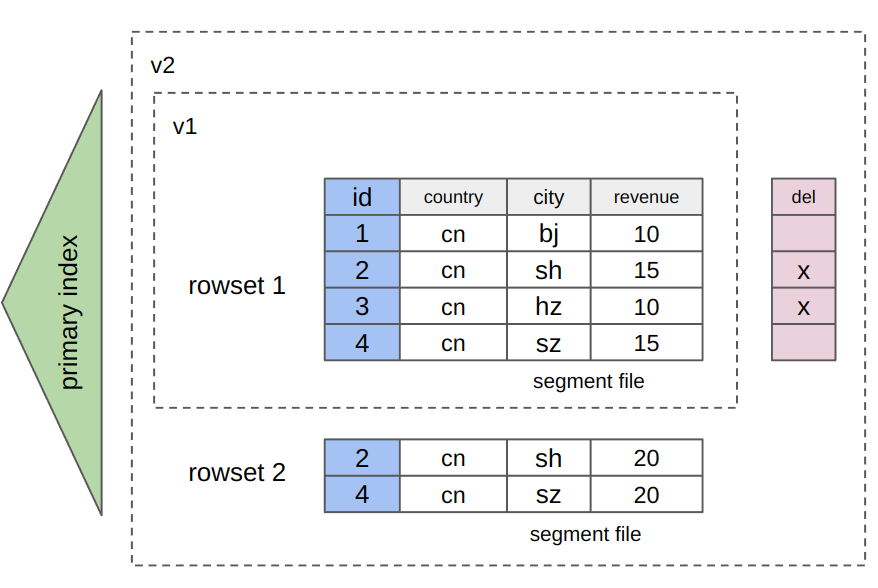 v2
v1
primary index
id country city revenue del
1 cn bj 10
rowset 1
2 cn sh 15 x
3 cn hz 10 x
4 cn sz 15
segment file
rowset 2
2 cn sh 20
4 cn sz 20
segment file